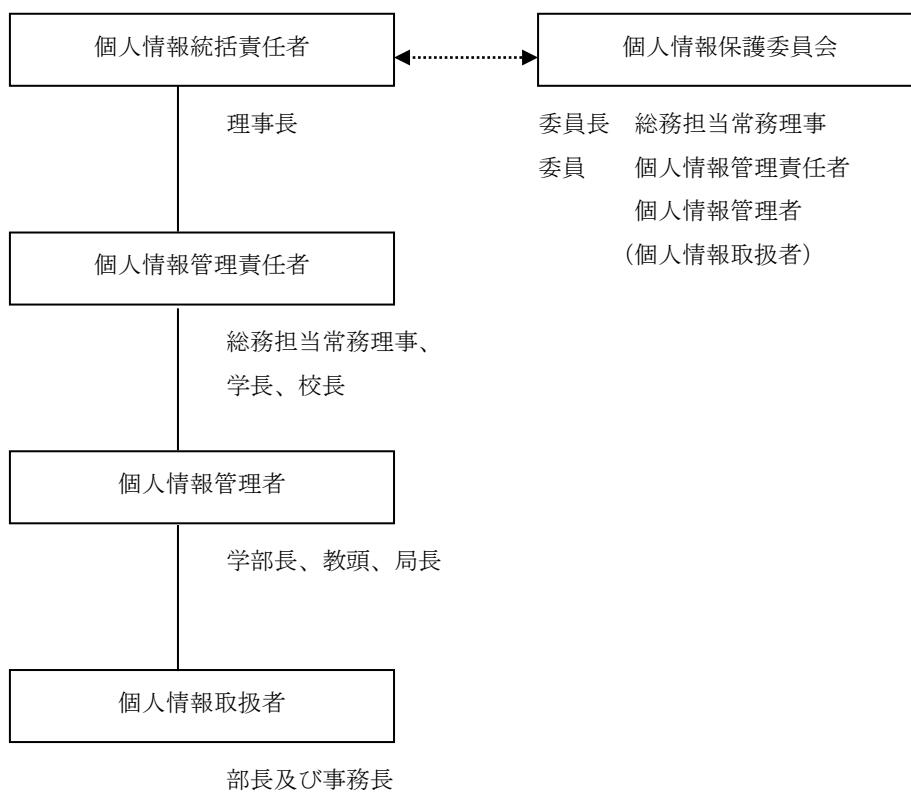 個人情報統括責任者
個人情報保護委員会
理事長
委員長 総務担当常務理事
委員 個人情報管理責任者
個人情報管理者
（個人情報取扱者）
個人情報管理責任者
総務担当常務理事、
学長、校長
個人情報管理者
学部長、教頭、局長
個人情報取扱者
部長及び事務長